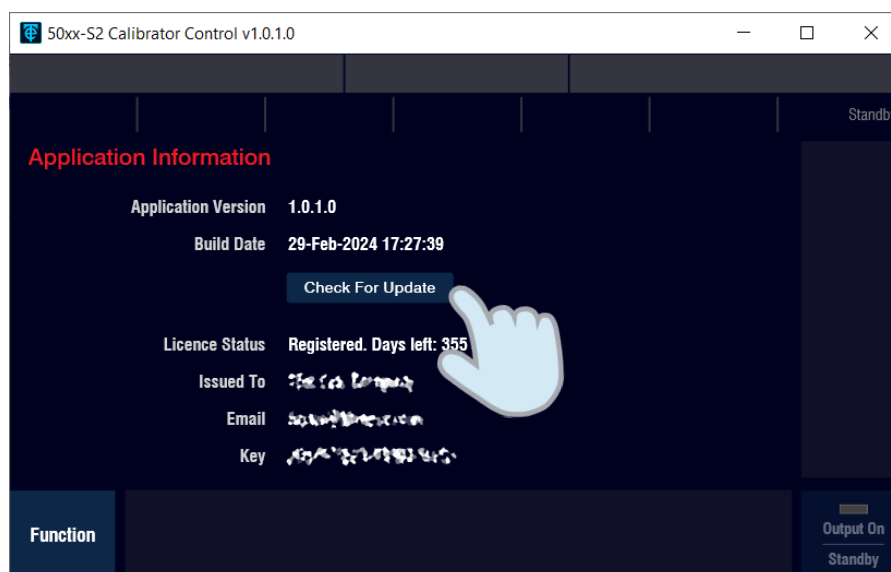 50xx-S2 Calibrator Control v1.0.1.0
Application Information
Application Version 1.0.1.0
Build Date 29-Feb-2024 17:27:39
Check For Update
Licence Status Registered. Days left: 355
Issued To
Email
Key
Function
Output On
Standby